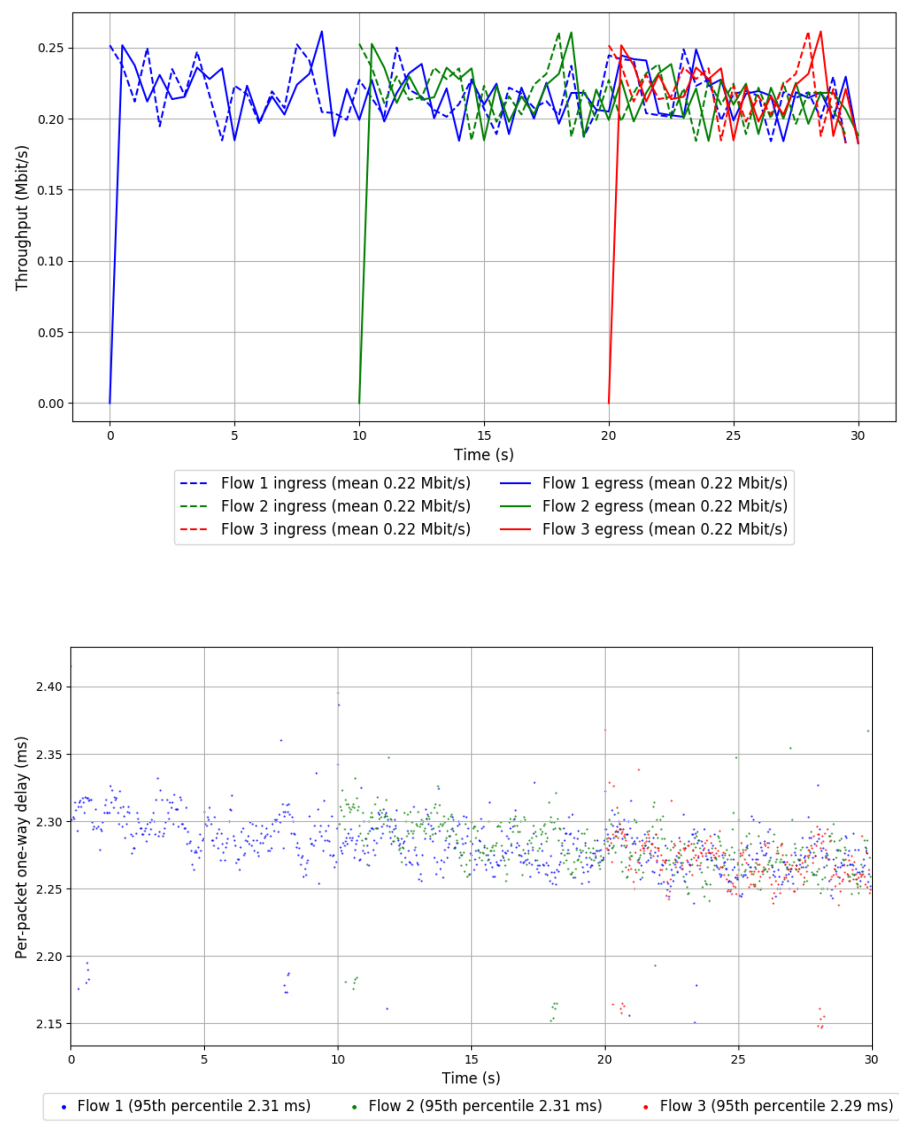 0.25
0.20
0.15
0.10
0.05
0.00
Throughput (Mbit/s)
0 5 10 15 20 25 30
Time (s)
Flow 1 ingress (mean 0.22 Mbit/s) Flow 1 egress (mean 0.22 Mbit/s)
Flow 2 ingress (mean 0.22 Mbit/s) Flow 2 egress (mean 0.22 Mbit/s)
Flow 3 ingress (mean 0.22 Mbit/s) Flow 3 egress (mean 0.22 Mbit/s)
2.40
2.35
2.30
2.25
2.20
2.15
Per-packet one-way delay (ms)
0 5 10 15 20 25 30
Time (s)
Flow 1 (95th percentile 2.31 ms) Flow 2 (95th percentile 2.31 ms) Flow 3 (95th percentile 2.29 ms)